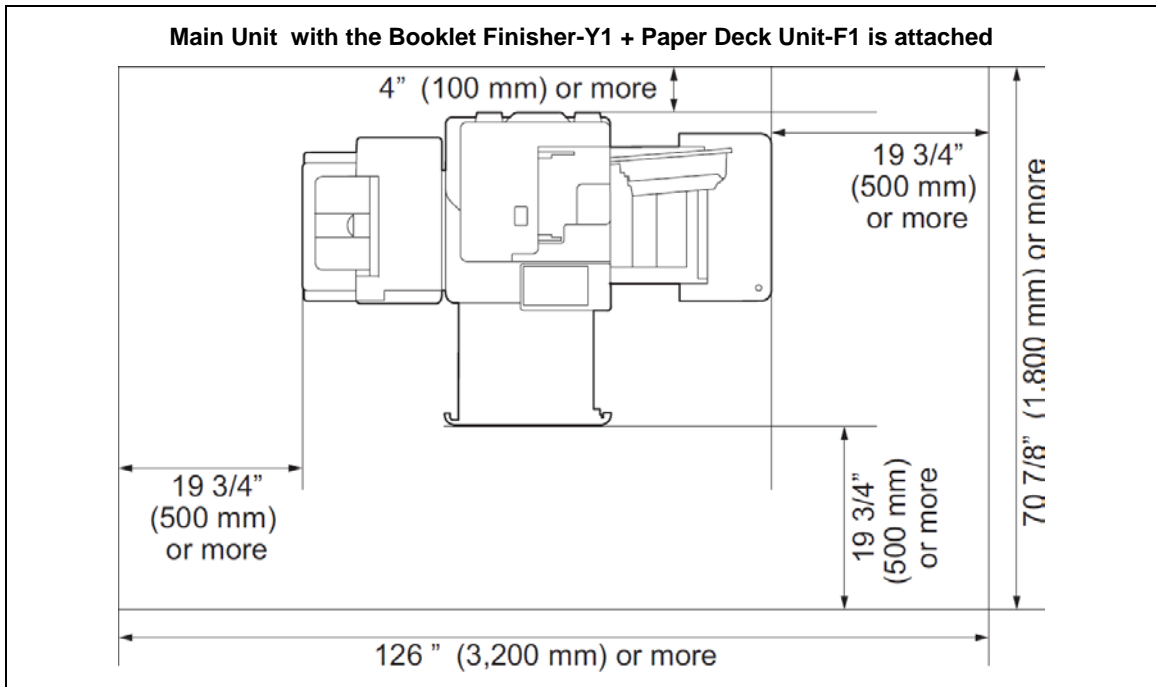 Main Unit with the Booklet Finisher-Y1 + Paper Deck Unit-F1 is attached
4” (100 mm) or more
19 3/4”
(500 mm)
or more
70 7/8” (1,800 mm) or more
19 3/4”
(500 mm)
or more
19 3/4”
(500 mm)
or more
126 ” (3,200 mm) or more